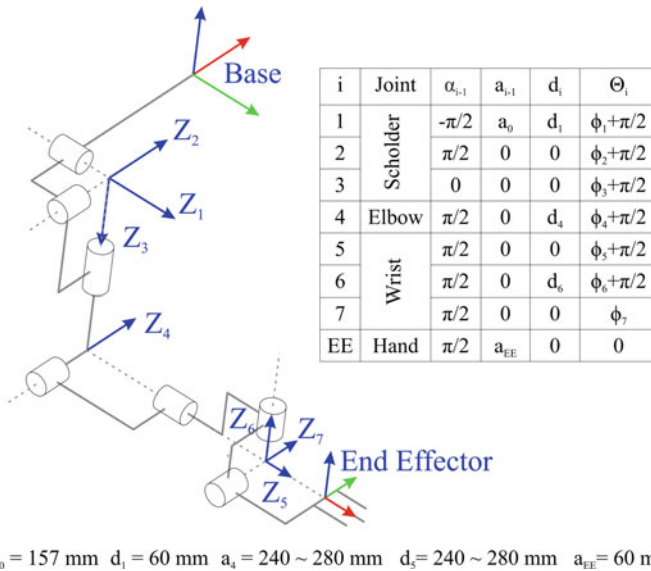 Base
Z₂
Z₁
Z₃
Z₄
Z₆
Z₇
Z₅
End Effector
i Joint αᵢ₋₁ aᵢ₋₁ dᵢ Θᵢ
Scholder
1 -π/2 a₀ d₁ ϕ₁+π/2
2 π/2 0 0 ϕ₂+π/2
3 0 0 0 ϕ₃+π/2
4 Elbow π/2 0 d₄ ϕ₄+π/2
Wrist
5 π/2 0 0 ϕ₅+π/2
6 π/2 0 d₆ ϕ₆+π/2
7 π/2 0 0 ϕ₇
EE Hand π/2 a_EE 0 0
₀ = 157 mm d₁ = 60 mm a₄ = 240 ~ 280 mm d₅= 240 ~ 280 mm a_EE= 60 m